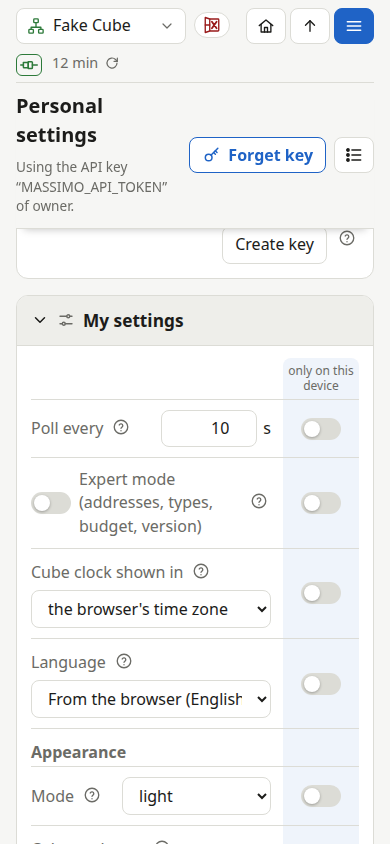 Fake Cube
12 min
Personal
settings
Using the API key
“MASSIMO_API_TOKEN”
of owner.
Forget key
Create key
My settings
only on this
device
Poll every
10
s
Expert mode
(addresses, types,
budget, version)
Cube clock shown in
the browser's time zone
Language
From the browser (English
Appearance
Mode
light